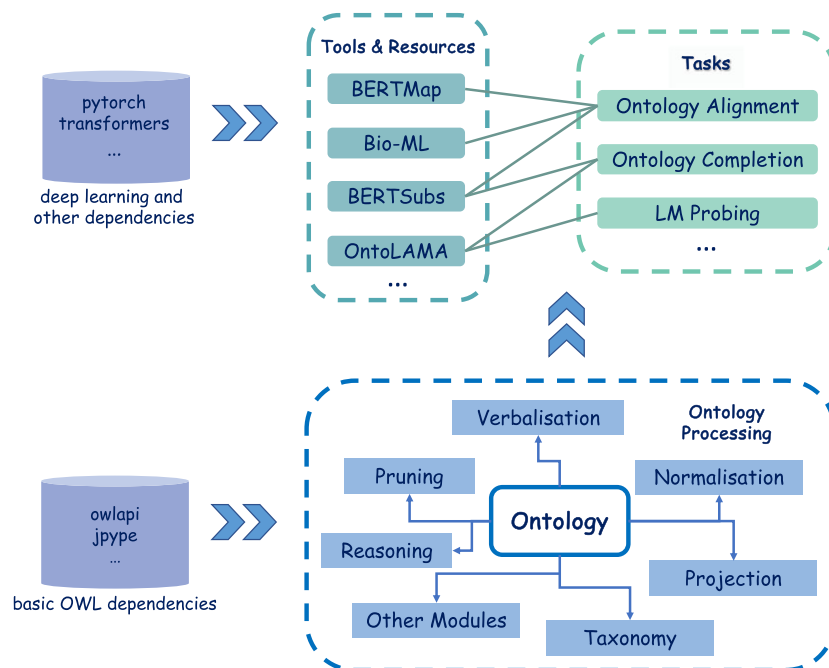 pytorch
transformers
...
deep learning and
other dependencies
Tools & Resources
BERTMap
Bio-ML
BERTSubs
OntoLAMA
...
Tasks
Ontology Alignment
Ontology Completion
LM Probing
...
owlapi
jpype
...
basic OWL dependencies
Ontology
Processing
Verbalisation
Pruning
Normalisation
Ontology
Reasoning
Projection
Other Modules
Taxonomy